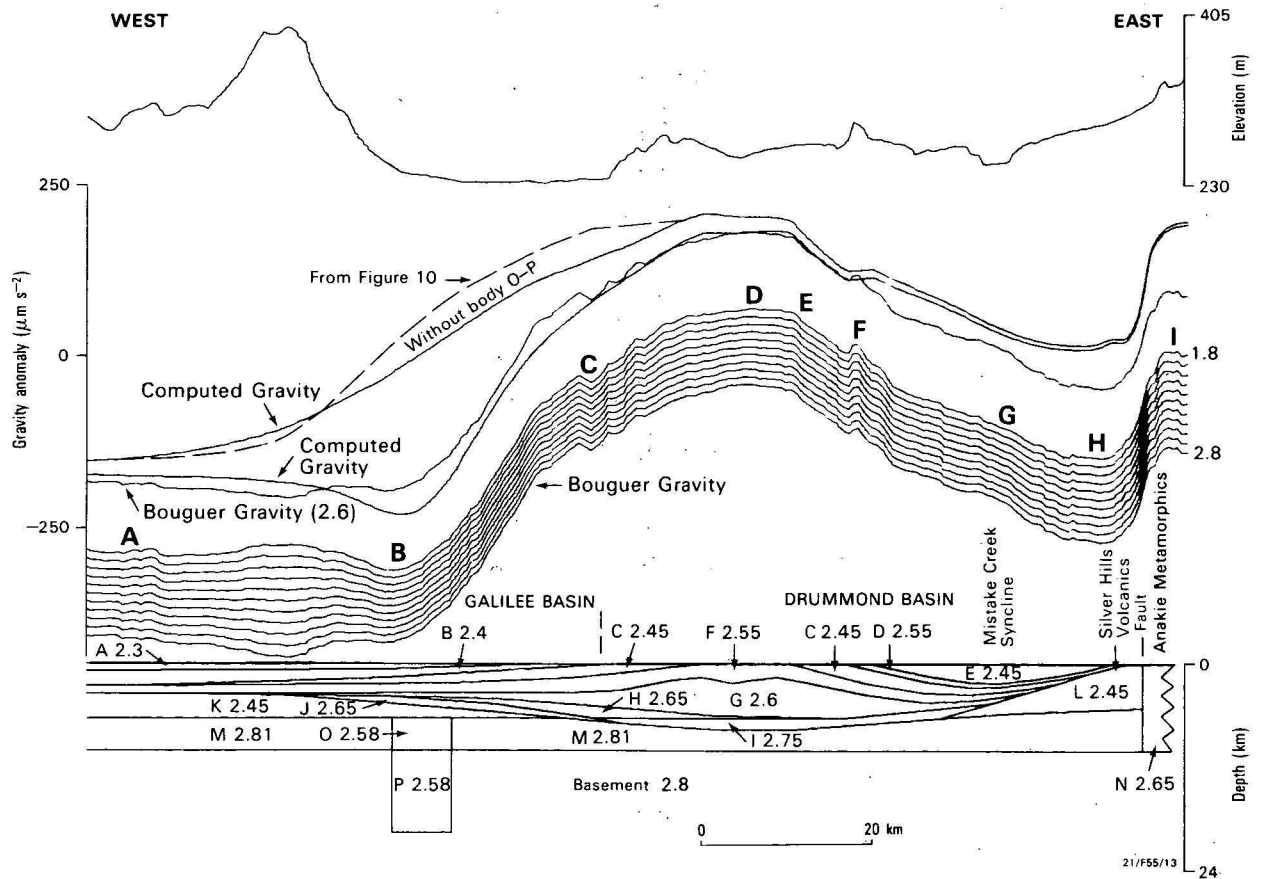 WEST
EAST
405
Elevation (m)
230
250
0
−250
Gravity anomaly (μm s⁻²)
From Figure 10
Without body O–P
Computed Gravity
Computed
Gravity
Bouguer Gravity (2.6)
Bouguer Gravity
A
B
C
D
E
F
G
H
I
1.8
2.8
GALILEE BASIN
DRUMMOND BASIN
Mistake Creek
Syncline
Silver Hills
Volcanics
Fault
Anakie Metamorphics
A 2.3
B 2.4
C 2.45
F 2.55
C 2.45
D 2.55
E 2.45
L 2.45
K 2.45
J 2.65
H 2.65
G 2.6
M 2.81
O 2.58
M 2.81
I 2.75
P 2.58
Basement 2.8
N 2.65
0
Depth (km)
24
0
20 km
21/F55/13